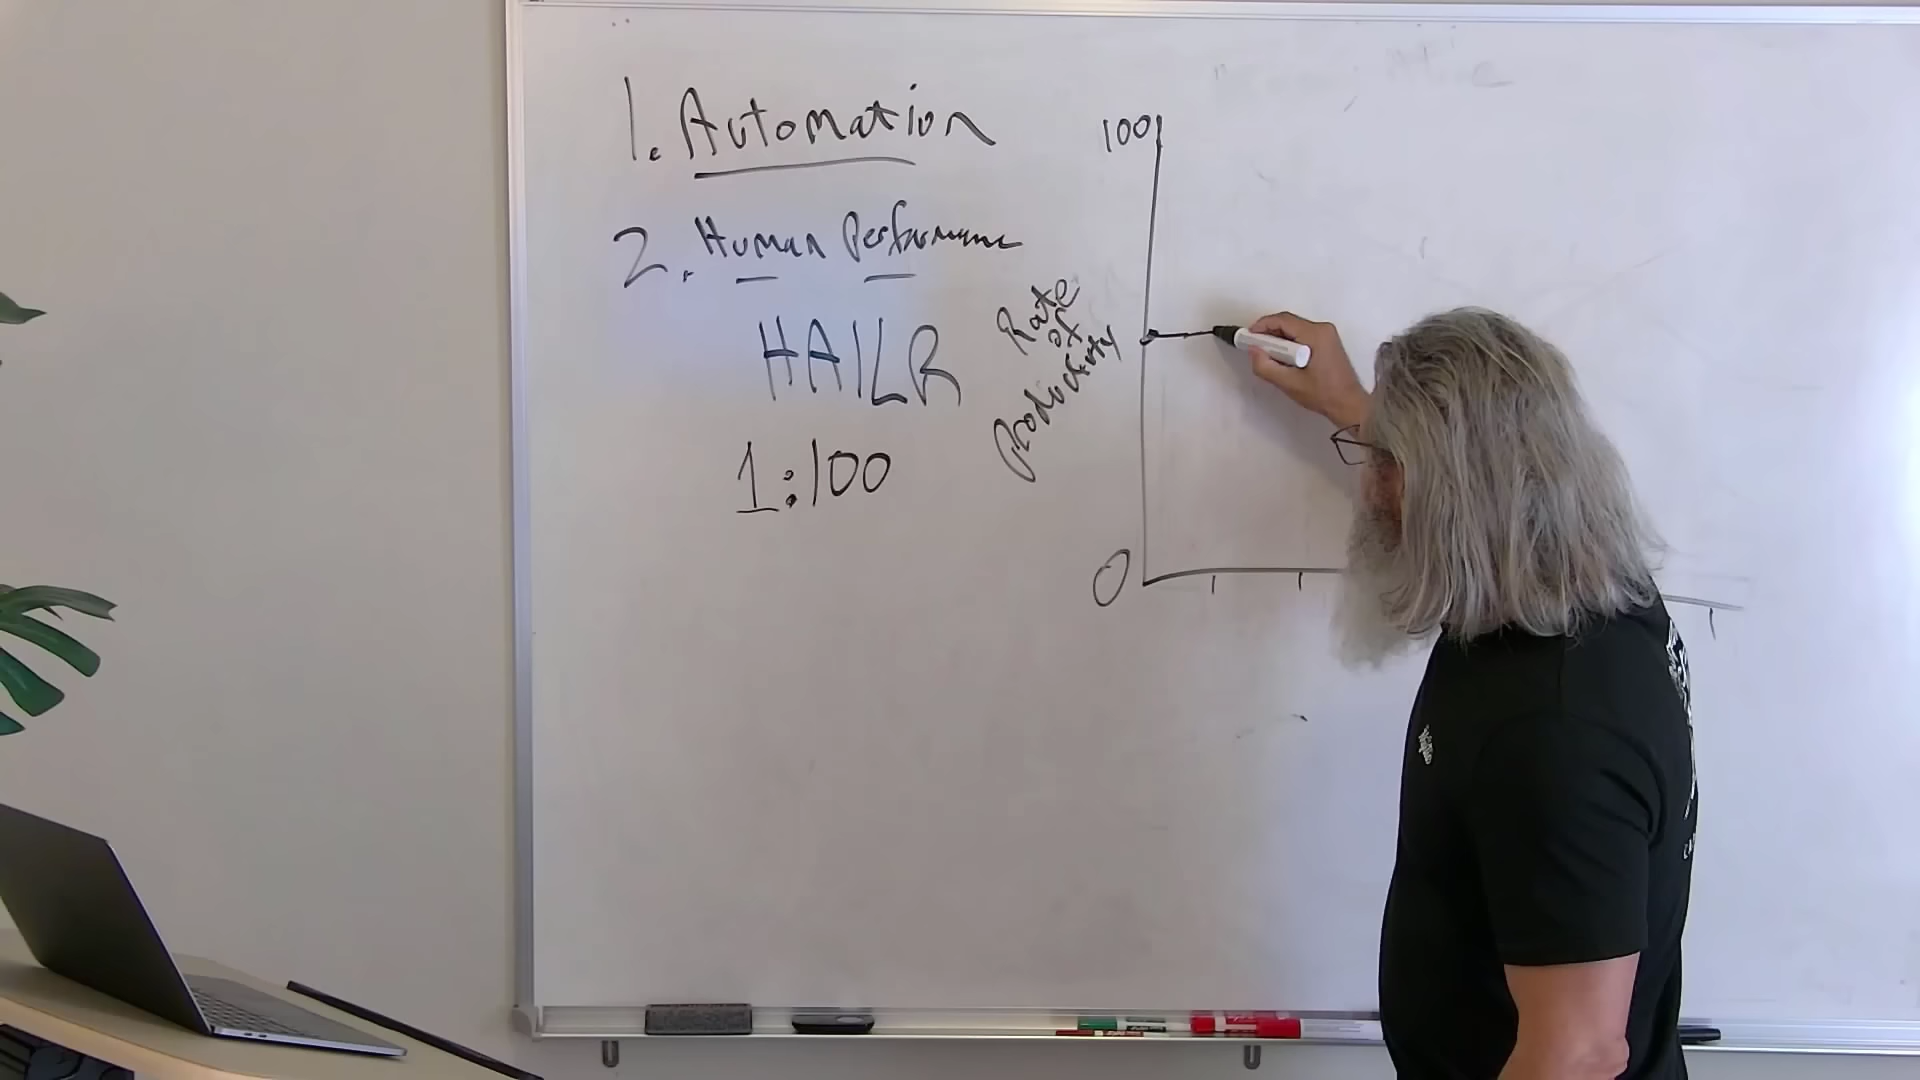 1. Automation
2. Human Performance
HAILR
1:100
100
Rate
of
Productivity
0